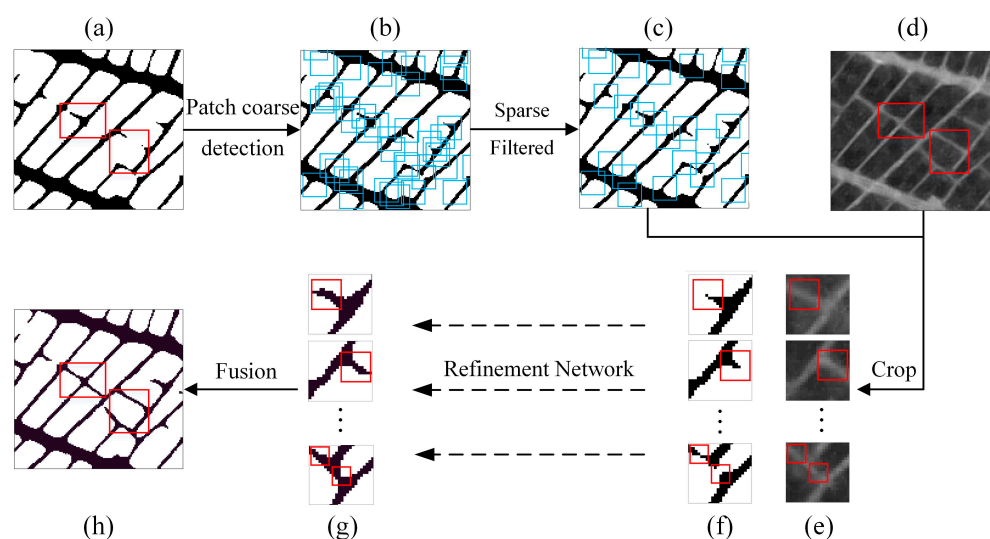 (a)
(b)
(c)
(d)
Patch coarse
detection
Sparse
Filtered
Fusion
Refinement Network
Crop
(h)
(g)
(f)
(e)